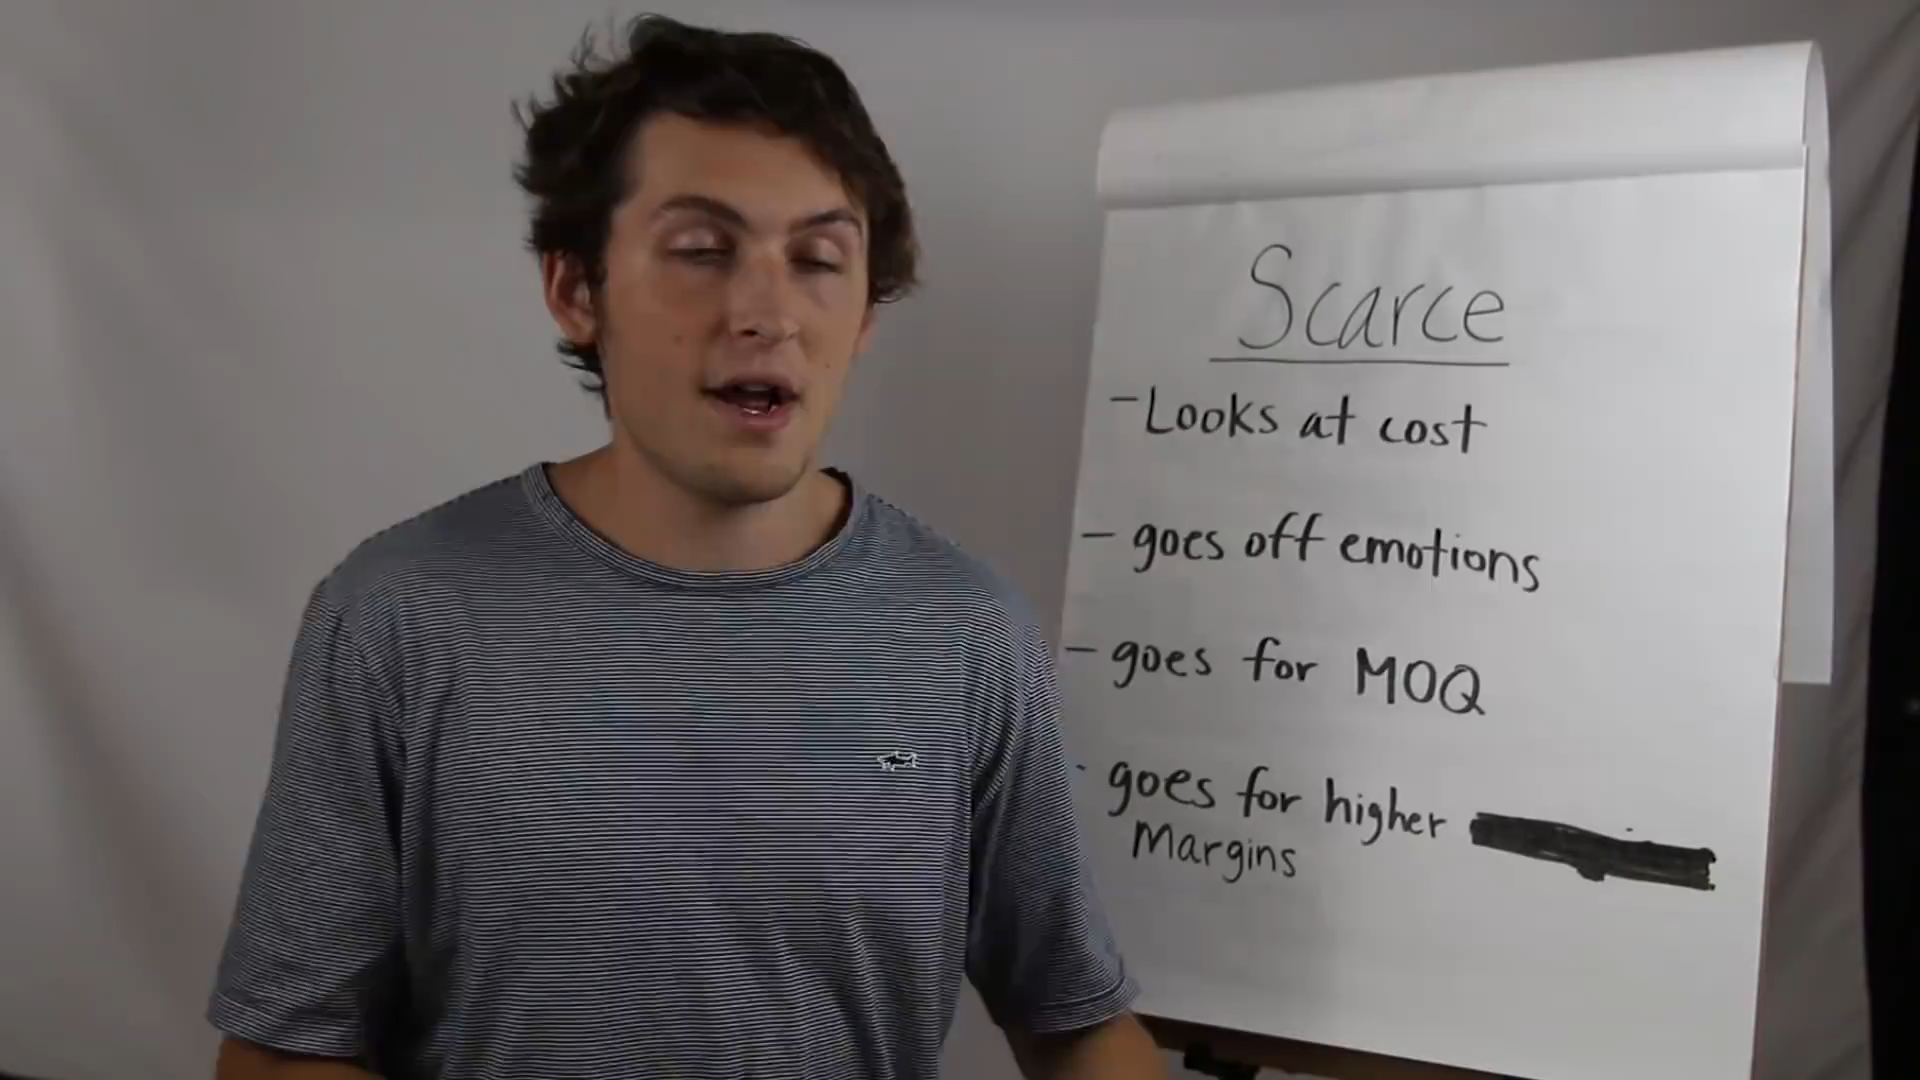 Scarce
- Looks at cost
- goes off emotions
- goes for MOQ
- goes for higher
Margins